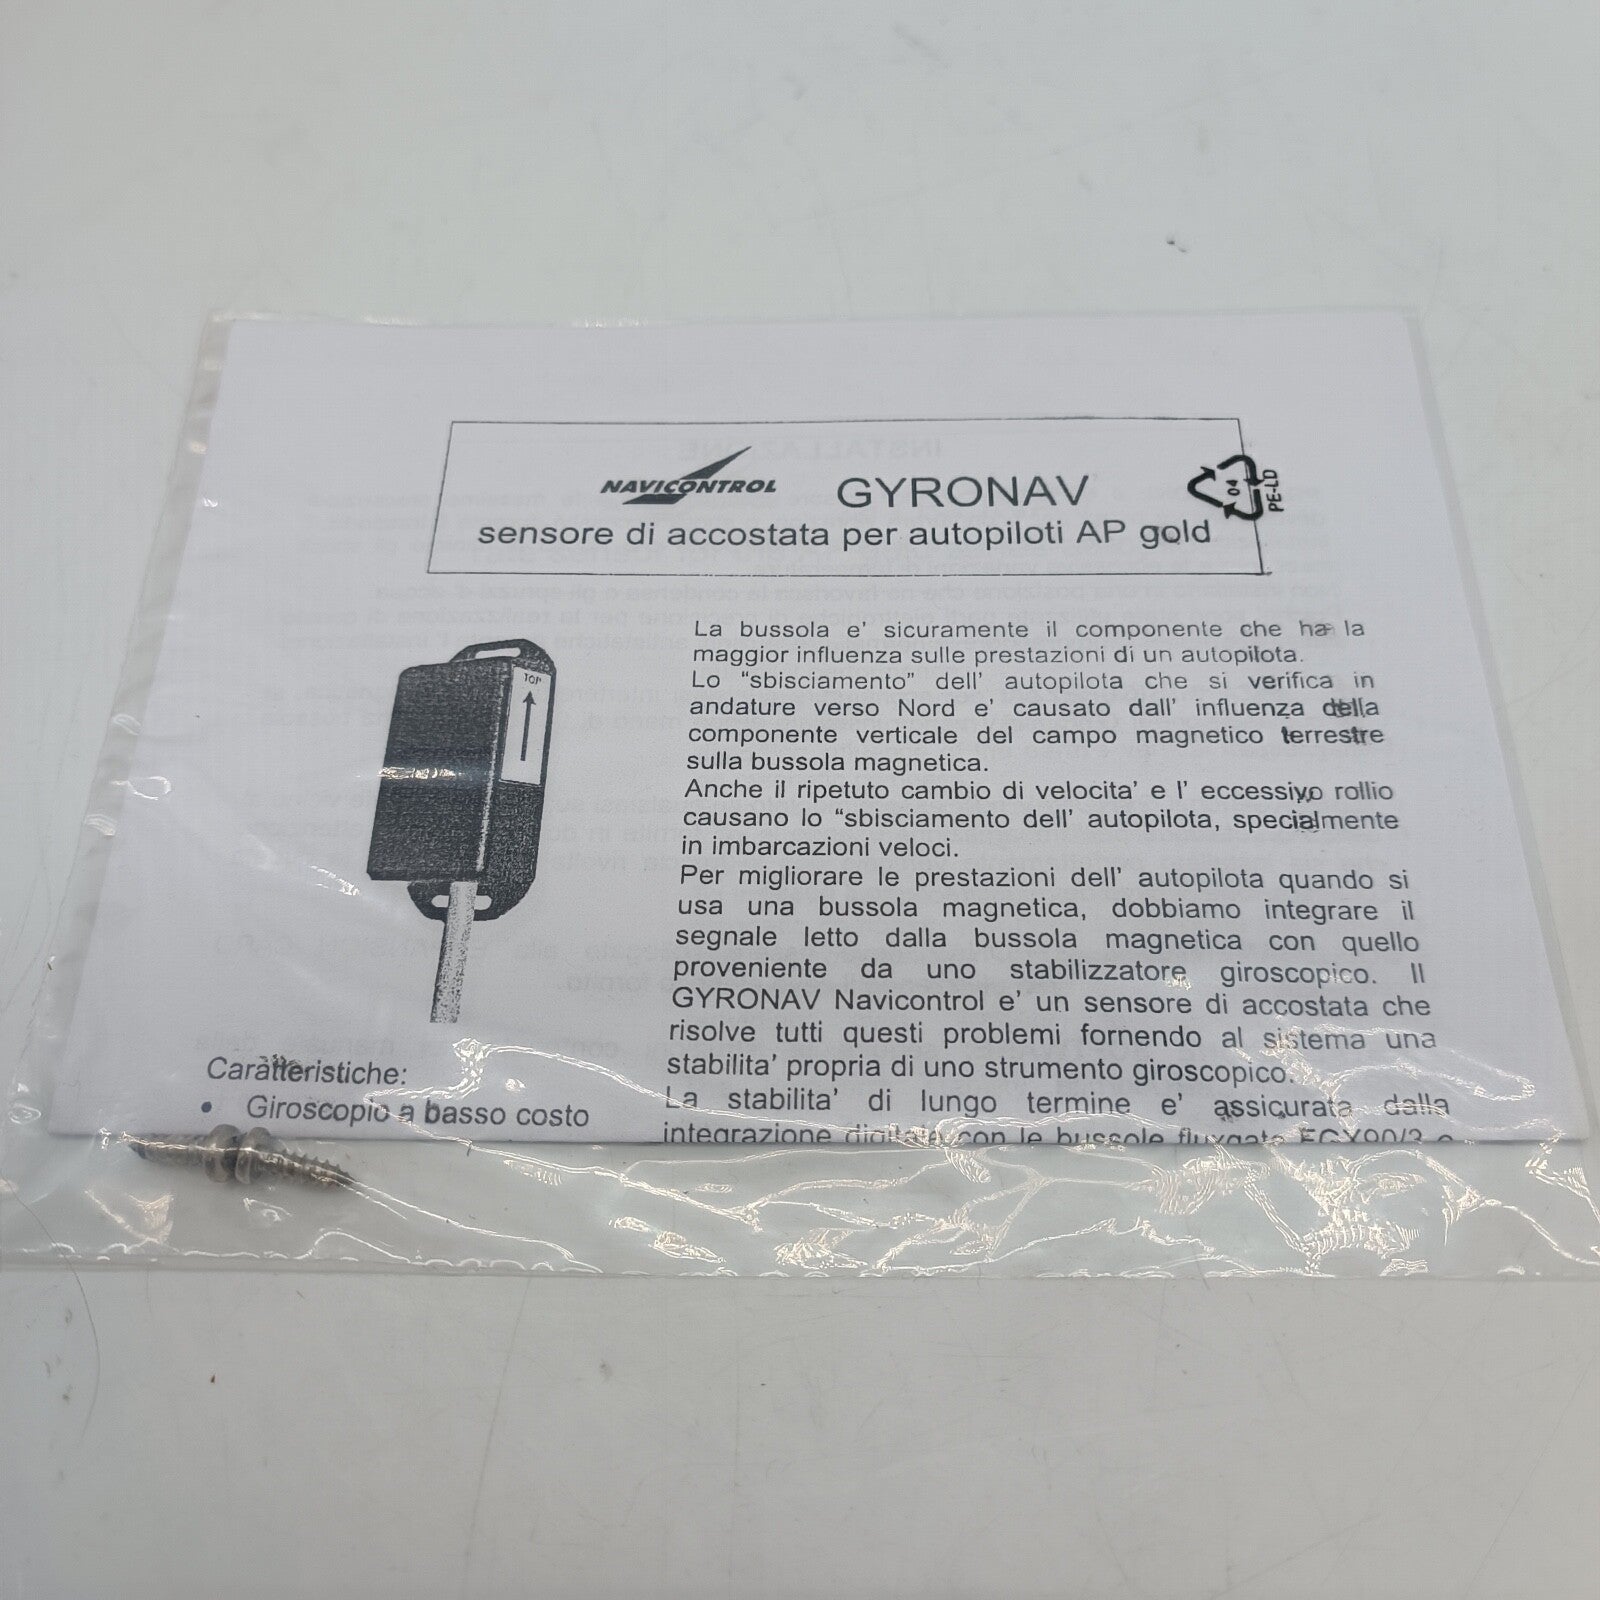 NAVICONTROL GYRONAV
sensore di accostata per autopiloti AP gold
04
PE-LD
TOP
La bussola e' sicuramente il componente che ha la
maggior influenza sulle prestazioni di un autopilota.
Lo "sbisciamento" dell' autopilota che si verifica in
andature verso Nord e' causato dall' influenza della
componente verticale del campo magnetico terrestre
sulla bussola magnetica.
Anche il ripetuto cambio di velocita' e l' eccessivo rollio
causano lo "sbisciamento dell' autopilota, specialmente
in imbarcazioni veloci.
Per migliorare le prestazioni dell' autopilota quando si
usa una bussola magnetica, dobbiamo integrare il
segnale letto dalla bussola magnetica con quello
proveniente da uno stabilizzatore giroscopico. Il
GYRONAV Navicontrol e' un sensore di accostata che
risolve tutti questi problemi fornendo al sistema una
stabilita' propria di uno strumento giroscopico.
La stabilita' di lungo termine e' assicurata dalla
integrazione digitale con le bussole fluxgate
Caratteristiche:
• Giroscopio a basso costo